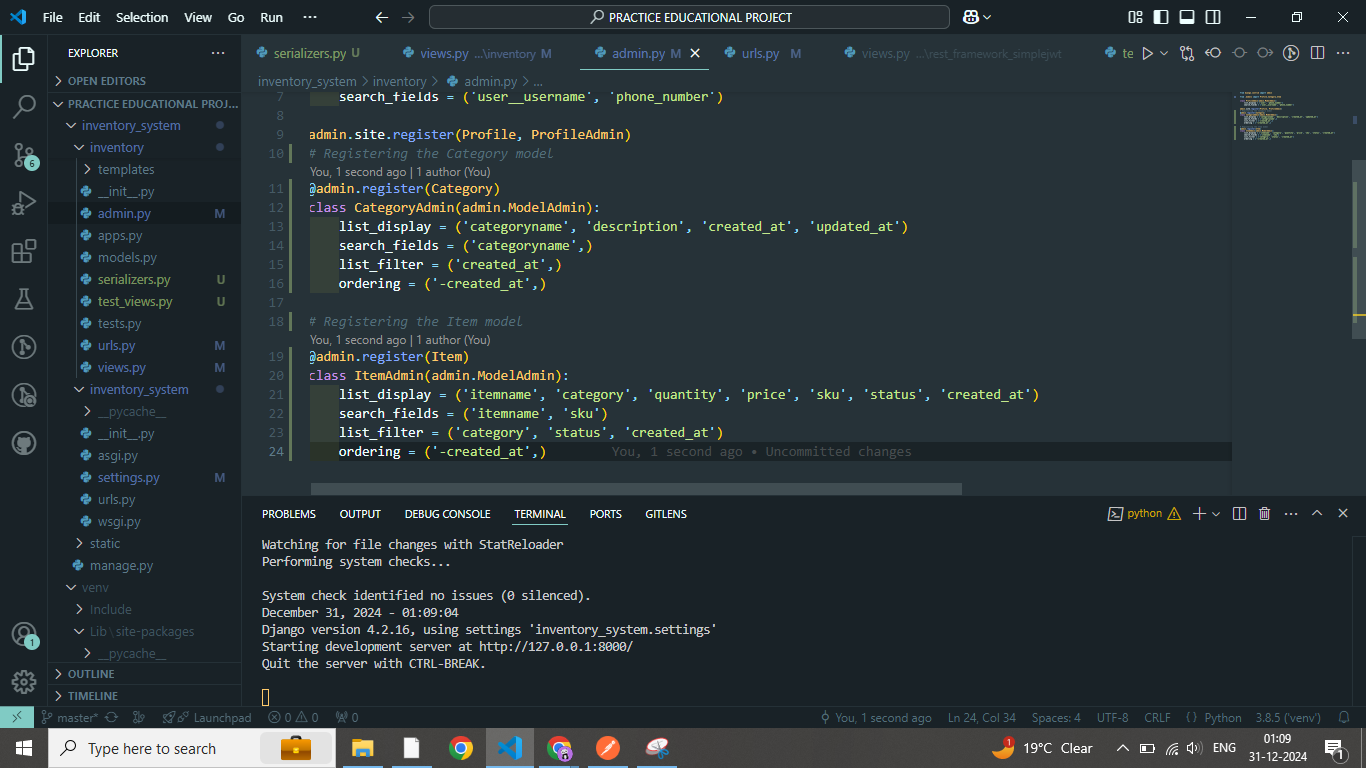 File Edit Selection View Go Run ···
PRACTICE EDUCATIONAL PROJECT
EXPLORER
OPEN EDITORS
PRACTICE EDUCATIONAL PROJ...
inventory_system
inventory
templates
__init__.py
admin.py M
apps.py
models.py
serializers.py U
test_views.py U
tests.py
urls.py M
views.py M
inventory_system
__pycache__
__init__.py
asgi.py
settings.py M
urls.py
wsgi.py
static
manage.py
venv
Include
Lib \ site-packages
__pycache__
OUTLINE
TIMELINE
6
1
serializers.py U
views.py ...\inventory M
admin.py M
urls.py M
views.py ...\rest_framework_simplejwt
te
inventory_system > inventory > admin.py > ...
7 search_fields = ('user__username', 'phone_number')
8
9 admin.site.register(Profile, ProfileAdmin)
10 # Registering the Category model
You, 1 second ago | 1 author (You)
11 @admin.register(Category)
12 class CategoryAdmin(admin.ModelAdmin):
13 list_display = ('categoryname', 'description', 'created_at', 'updated_at')
14 search_fields = ('categoryname',)
15 list_filter = ('created_at',)
16 ordering = ('-created_at',)
17
18 # Registering the Item model
You, 1 second ago | 1 author (You)
19 @admin.register(Item)
20 class ItemAdmin(admin.ModelAdmin):
21 list_display = ('itemname', 'category', 'quantity', 'price', 'sku', 'status', 'created_at')
22 search_fields = ('itemname', 'sku')
23 list_filter = ('category', 'status', 'created_at')
24 ordering = ('-created_at',) You, 1 second ago • Uncommitted changes
PROBLEMS OUTPUT DEBUG CONSOLE TERMINAL PORTS GITLENS
python
Watching for file changes with StatReloader
Performing system checks...
System check identified no issues (0 silenced).
December 31, 2024 - 01:09:04
Django version 4.2.16, using settings 'inventory_system.settings'
Starting development server at http://127.0.0.1:8000/
Quit the server with CTRL-BREAK.
master* Launchpad 0 0 0 You, 1 second ago Ln 24, Col 34 Spaces: 4 UTF-8 CRLF { } Python 3.8.5 ('venv')
Type here to search
1
19°C Clear
ENG
01:09
31-12-2024
1